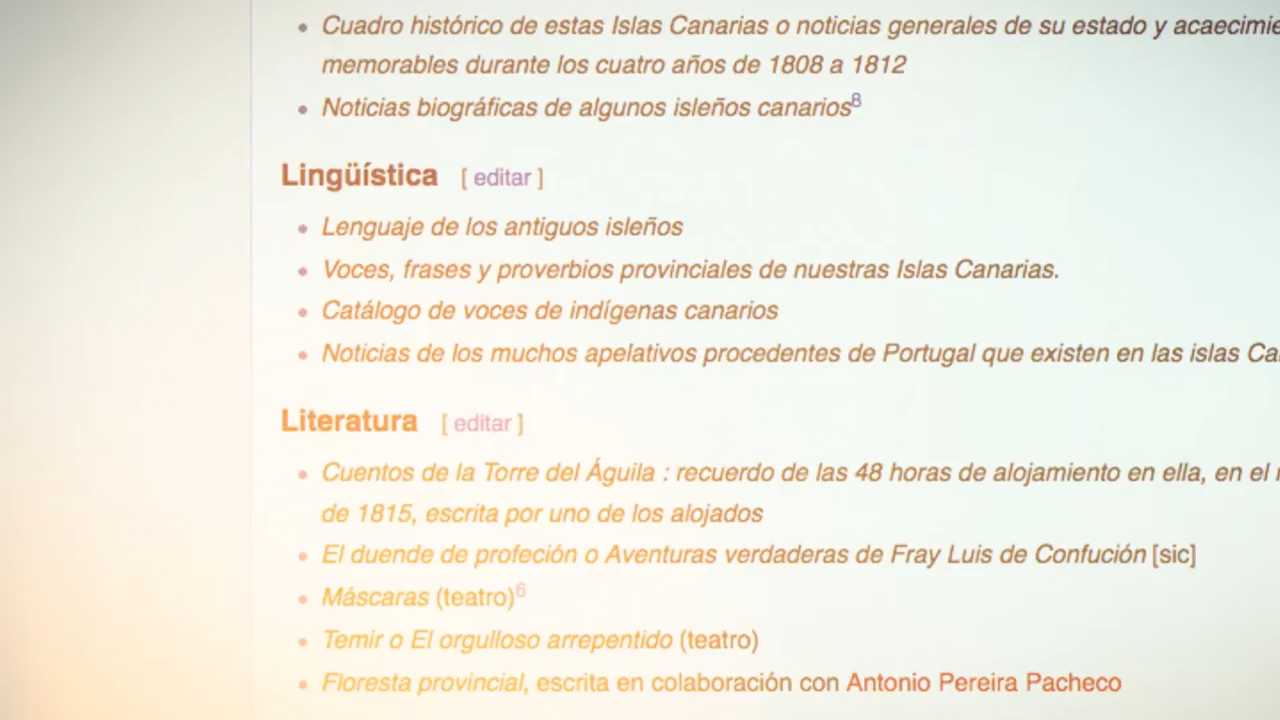 Cuadro histórico de estas Islas Canarias o noticias generales de su estado y
memorables durante los cuatro años de 1808 a 1812
Noticias biográficas de algunos isleños canarios8
Lingüística [ editar ]
Lenguaje de los antiguos isleños
Voces, frases y proverbios provinciales de nuestras Islas Canarias.
Catálogo de voces de indígenas canarios
Noticias de los muchos apelativos procedentes de Portugal que existen en las islas
Literatura [ editar ]
Cuentos de la Torre del Águila : recuerdo de las 48 horas de alojamiento en ella, en el
de 1815, escrita por uno de los alojados
El duende de profeción o Aventuras verdaderas de Fray Luis de Confución [sic]
Máscaras (teatro)6
Temir o El orgulloso arrepentido (teatro)
Floresta provincial, escrita en colaboración con Antonio Pereira Pacheco